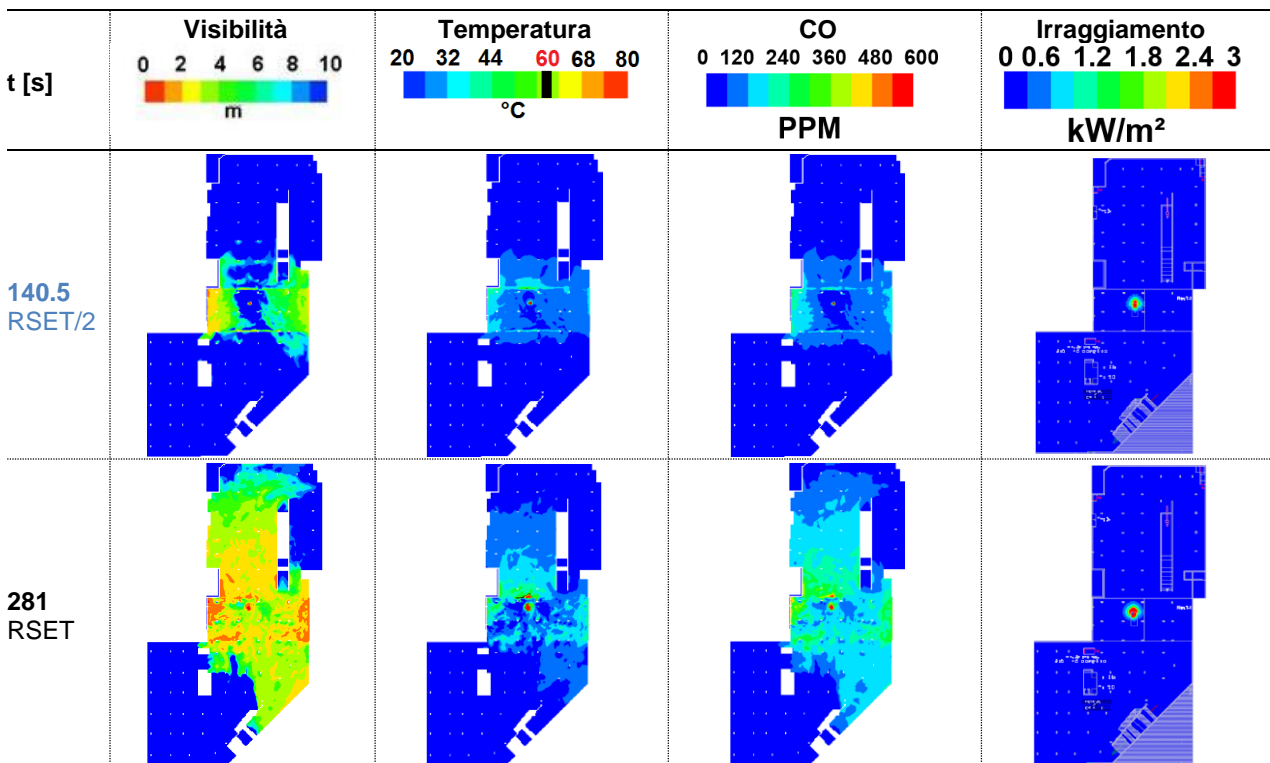 Visibilità
Temperatura
CO
Irraggiamento
t [s]
0 2 4 6 8 10
m
20 32 44 60 68 80
°C
0 120 240 360 480 600
PPM
0 0.6 1.2 1.8 2.4 3
kW/m²
140.5
RSET/2
281
RSET